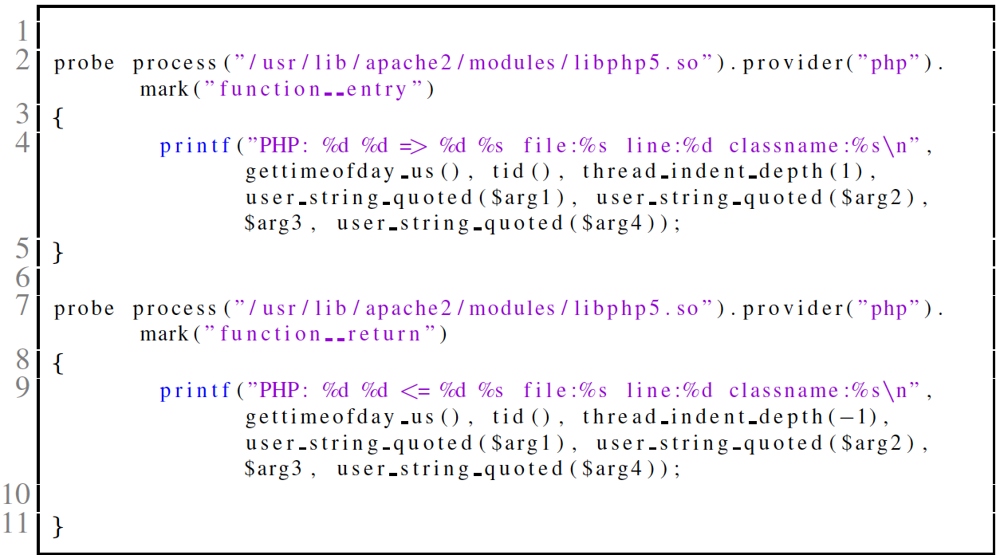 1
2 probe process("/usr/lib/apache2/modules/libphp5.so").provider("php").
mark("function__entry")
3 {
4 printf("PHP: %d %d => %d %s file:%s line:%d classname:%s\n",
gettimeofday_us(), tid(), thread_indent_depth(1),
user_string_quoted($arg1), user_string_quoted($arg2),
$arg3, user_string_quoted($arg4));
5 }
6
7 probe process("/usr/lib/apache2/modules/libphp5.so").provider("php").
mark("function__return")
8 {
9 printf("PHP: %d %d <= %d %s file:%s line:%d classname:%s\n",
gettimeofday_us(), tid(), thread_indent_depth(−1),
user_string_quoted($arg1), user_string_quoted($arg2),
$arg3, user_string_quoted($arg4));
10
11 }